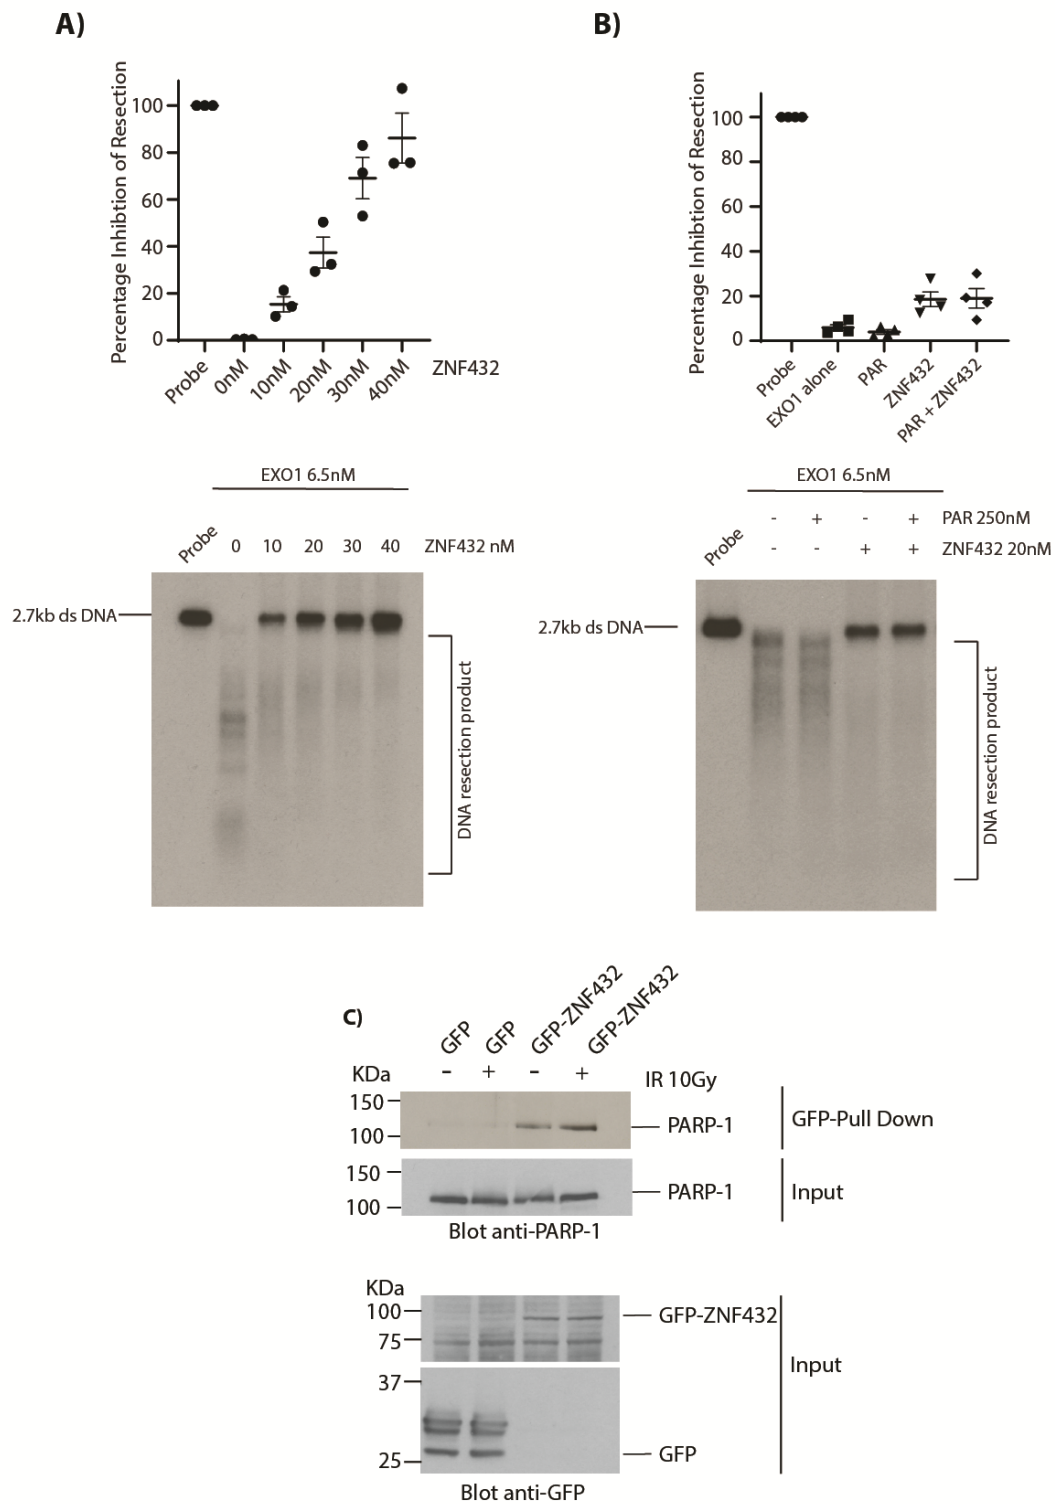 A)
Percentage Inhibtion of Resection
100
80
60
40
20
0
Probe
0nM
10nM
20nM
30nM
40nM
ZNF432
EXO1 6.5nM
Probe
0 10 20 30 40 ZNF432 nM
2.7kb ds DNA
DNA resection product
B)
Percentage Inhibtion of Resection
100
80
60
40
20
0
Probe
EXO1 alone
PAR
ZNF432
PAR + ZNF432
EXO1 6.5nM
Probe
- + - + PAR 250nM
- - + + ZNF432 20nM
2.7kb ds DNA
DNA resection product
C)
GFP
GFP
GFP-ZNF432
GFP-ZNF432
KDa
- + - + IR 10Gy
150
100
PARP-1
GFP-Pull Down
150
100
PARP-1
Input
Blot anti-PARP-1
KDa
100
75
GFP-ZNF432
37
25
GFP
Input
Blot anti-GFP